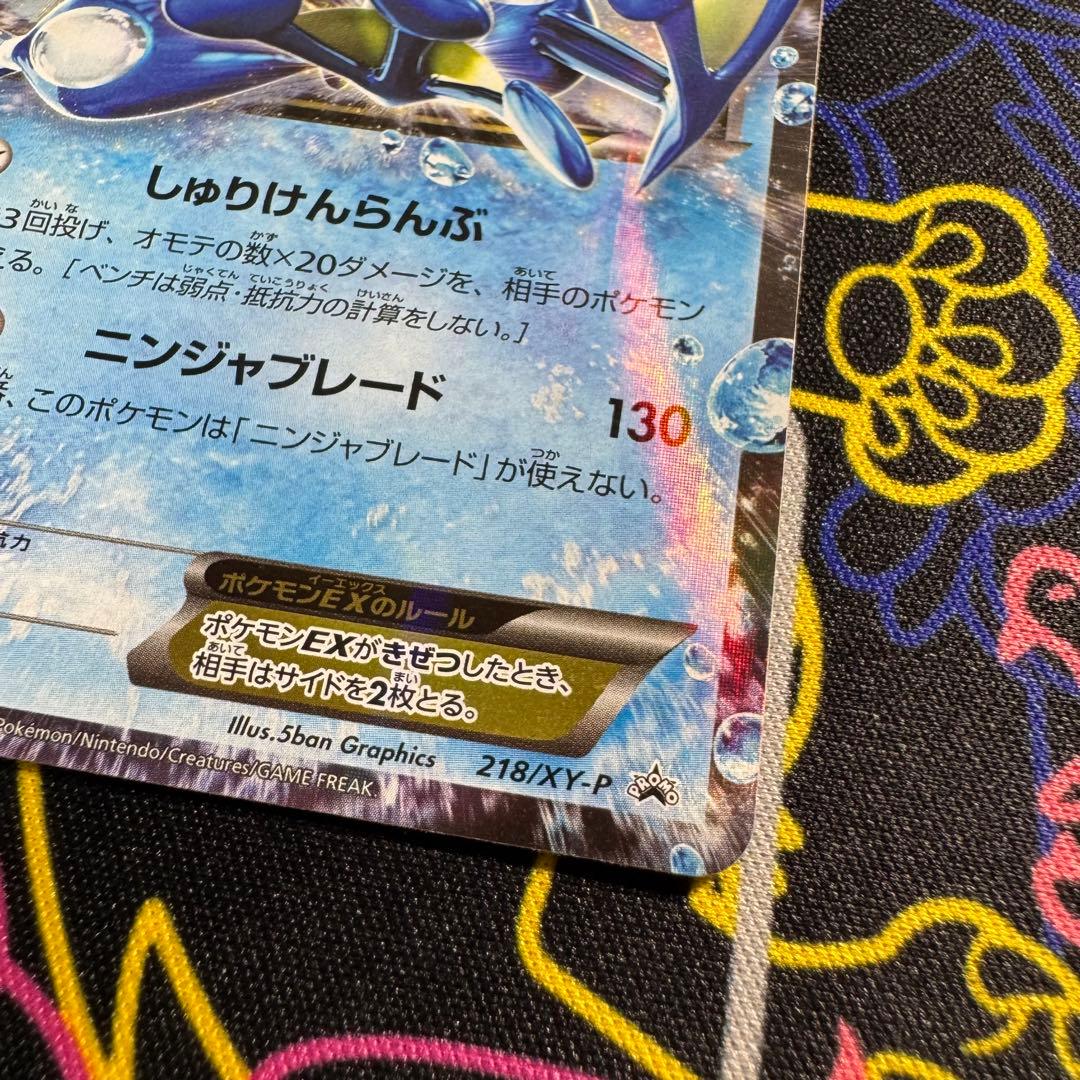 しゅりけんらんぶ
3回投げ、オモテの数×20ダメージを、相手のポケモン
える。[ベンチは弱点・抵抗力の計算をしない。]
ニンジャブレード 130
番、このポケモンは「ニンジャブレード」が使えない。
抗力
ポケモンEXのルール
ポケモンEXがきぜつしたとき、
相手はサイドを2枚とる。
Illus.5ban Graphics
218/XY-P PROMO
Pokémon/Nintendo/Creatures/GAME FREAK